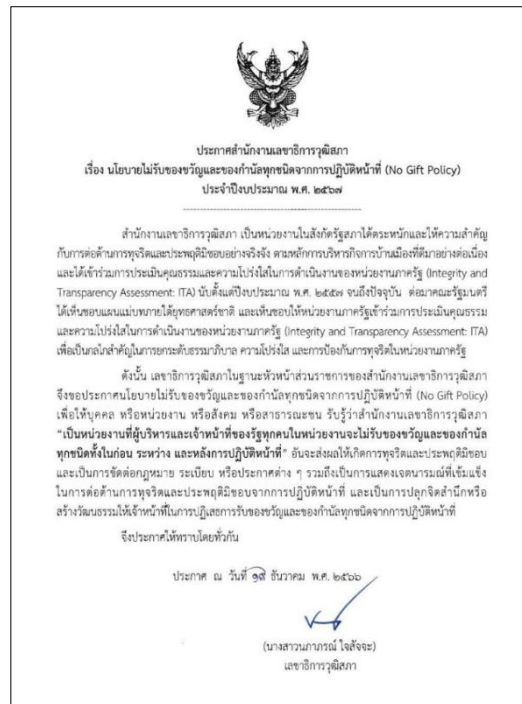 ประกาศสำนักงานเลขาธิการวุฒิสภา
เรื่อง นโยบายไม่รับของขวัญและของกำนัลทุกชนิดจากการปฏิบัติหน้าที่ (No Gift Policy)
ประจำปีงบประมาณ พ.ศ. ๒๕๖๗
สำนักงานเลขาธิการวุฒิสภา เป็นหน่วยงานในสังกัดรัฐสภาได้ตระหนักและให้ความสำคัญ
กับการต่อต้านการทุจริตและประพฤติมิชอบอย่างจริงจัง ตามหลักการบริหารกิจการบ้านเมืองที่ดีมาอย่างต่อเนื่อง
และได้เข้าร่วมการประเมินคุณธรรมและความโปร่งใสในการดำเนินงานของหน่วยงานภาครัฐ (Integrity and
Transparency Assessment: ITA) นับตั้งแต่ปีงบประมาณ พ.ศ. ๒๕๕๗ จนถึงปัจจุบัน ต่อมาคณะรัฐมนตรี
ได้เห็นชอบแผนแม่บทภายใต้ยุทธศาสตร์ชาติ และเห็นชอบให้หน่วยงานภาครัฐเข้าร่วมการประเมินคุณธรรม
และความโปร่งใสในการดำเนินงานของหน่วยงานภาครัฐ (Integrity and Transparency Assessment: ITA)
เพื่อเป็นกลไกสำคัญในการยกระดับธรรมาภิบาล ความโปร่งใส และการป้องกันการทุจริตในหน่วยงานภาครัฐ
ดังนั้น เลขาธิการวุฒิสภาในฐานะหัวหน้าส่วนราชการของสำนักงานเลขาธิการวุฒิสภา
จึงขอประกาศนโยบายไม่รับของขวัญและของกำนัลทุกชนิดจากการปฏิบัติหน้าที่ (No Gift Policy)
เพื่อให้บุคคล หรือหน่วยงาน หรือสังคม หรือสาธารณะชน รับรู้ว่าสำนักงานเลขาธิการวุฒิสภา
“เป็นหน่วยงานที่ผู้บริหารและเจ้าหน้าที่ของรัฐทุกคนในหน่วยงานจะไม่รับของขวัญและของกำนัล
ทุกชนิดทั้งในก่อน ระหว่าง และหลังการปฏิบัติหน้าที่” อันจะส่งผลให้เกิดการทุจริตและประพฤติมิชอบ
และเป็นการขัดต่อกฎหมาย ระเบียบ หรือประกาศต่าง ๆ รวมถึงเป็นการแสดงเจตนารมณ์ที่เข้มแข็ง
ในการต่อต้านการทุจริตและประพฤติมิชอบจากการปฏิบัติหน้าที่ และเป็นการปลุกจิตสำนึกหรือ
สร้างวัฒนธรรมให้เจ้าหน้าที่ในการปฏิเสธการรับของขวัญและของกำนัลทุกชนิดจากการปฏิบัติหน้าที่
จึงประกาศให้ทราบโดยทั่วกัน
ประกาศ ณ วันที่ ๑๙ ธันวาคม พ.ศ. ๒๕๖๖
(นางสาวนภาภรณ์ ใจสัจจะ)
เลขาธิการวุฒิสภา